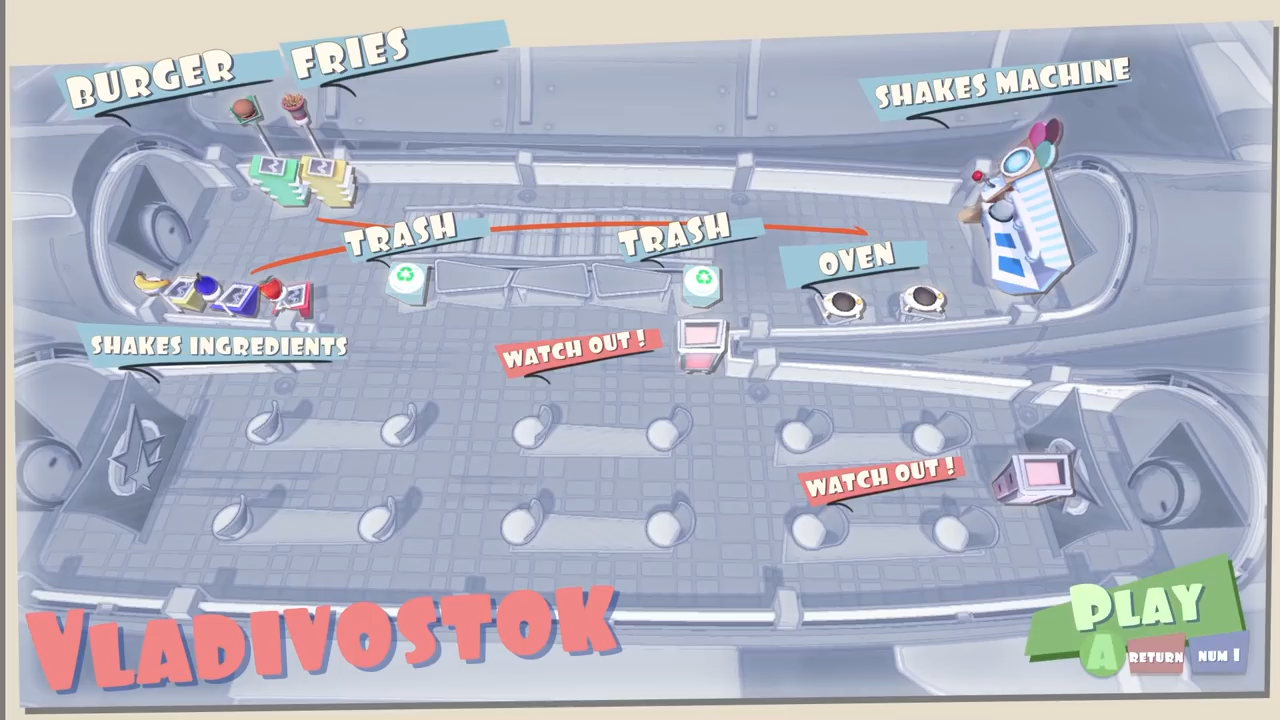 BURGER
FRIES
SHAKES MACHINE
TRASH
TRASH
OVEN
SHAKES INGREDIENTS
WATCH OUT !
WATCH OUT !
VLADIVOSTOK
PLAY
A RETURN NUM 1